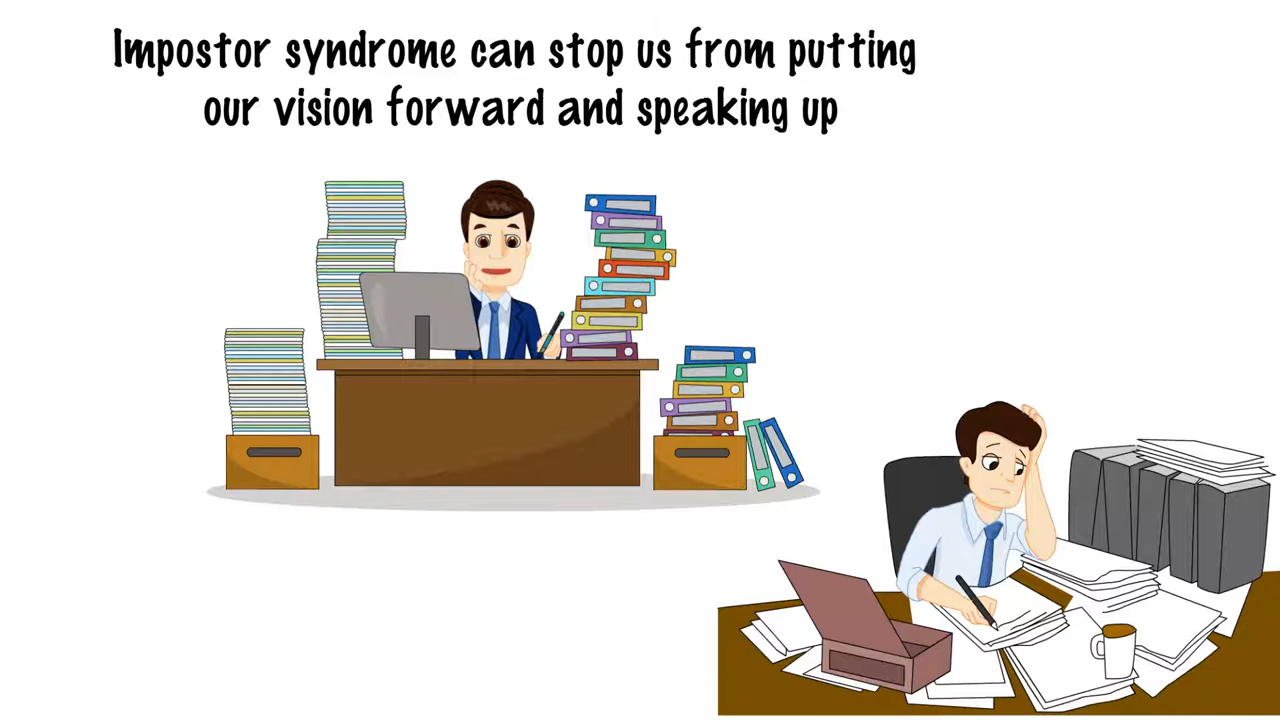 Impostor syndrome can stop us from putting
our vision forward and speaking up